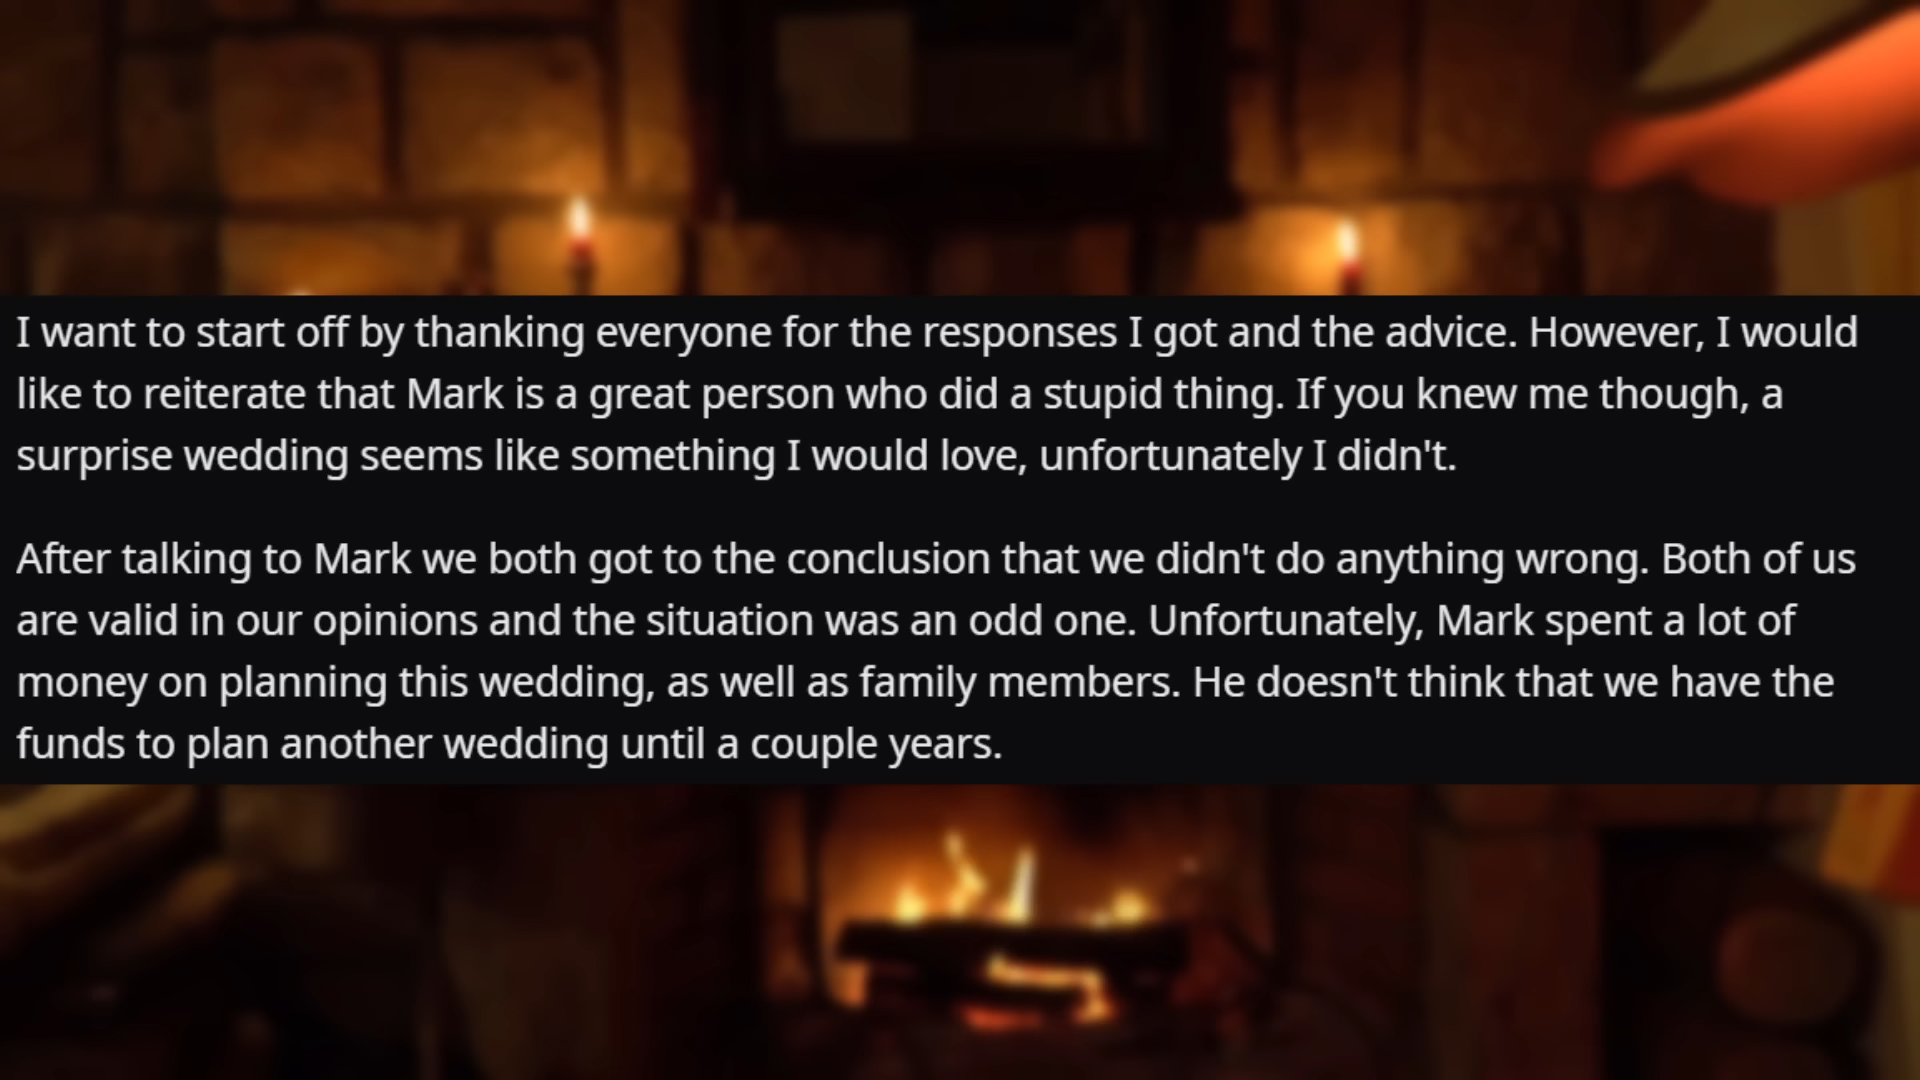 I want to start off by thanking everyone for the responses I got and the advice. However, I would
like to reiterate that Mark is a great person who did a stupid thing. If you knew me though, a
surprise wedding seems like something I would love, unfortunately I didn't.
After talking to Mark we both got to the conclusion that we didn't do anything wrong. Both of us
are valid in our opinions and the situation was an odd one. Unfortunately, Mark spent a lot of
money on planning this wedding, as well as family members. He doesn't think that we have the
funds to plan another wedding until a couple years.